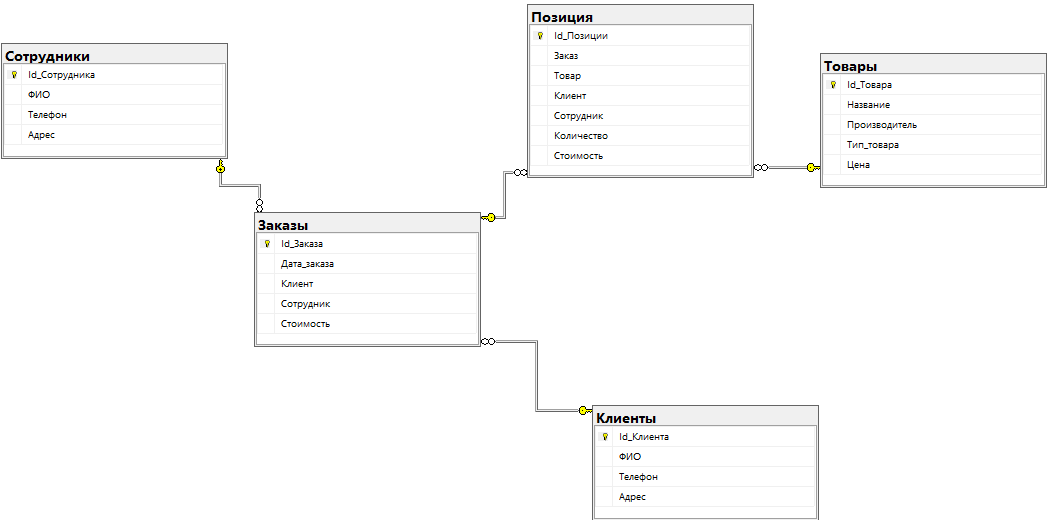 Сотрудники
Id_Сотрудника
ФИО
Телефон
Адрес
Позиция
Id_Позиции
Заказ
Товар
Клиент
Сотрудник
Количество
Стоимость
Товары
Id_Товара
Название
Производитель
Тип_товара
Цена
Заказы
Id_Заказа
Дата_заказа
Клиент
Сотрудник
Стоимость
Клиенты
Id_Клиента
ФИО
Телефон
Адрес